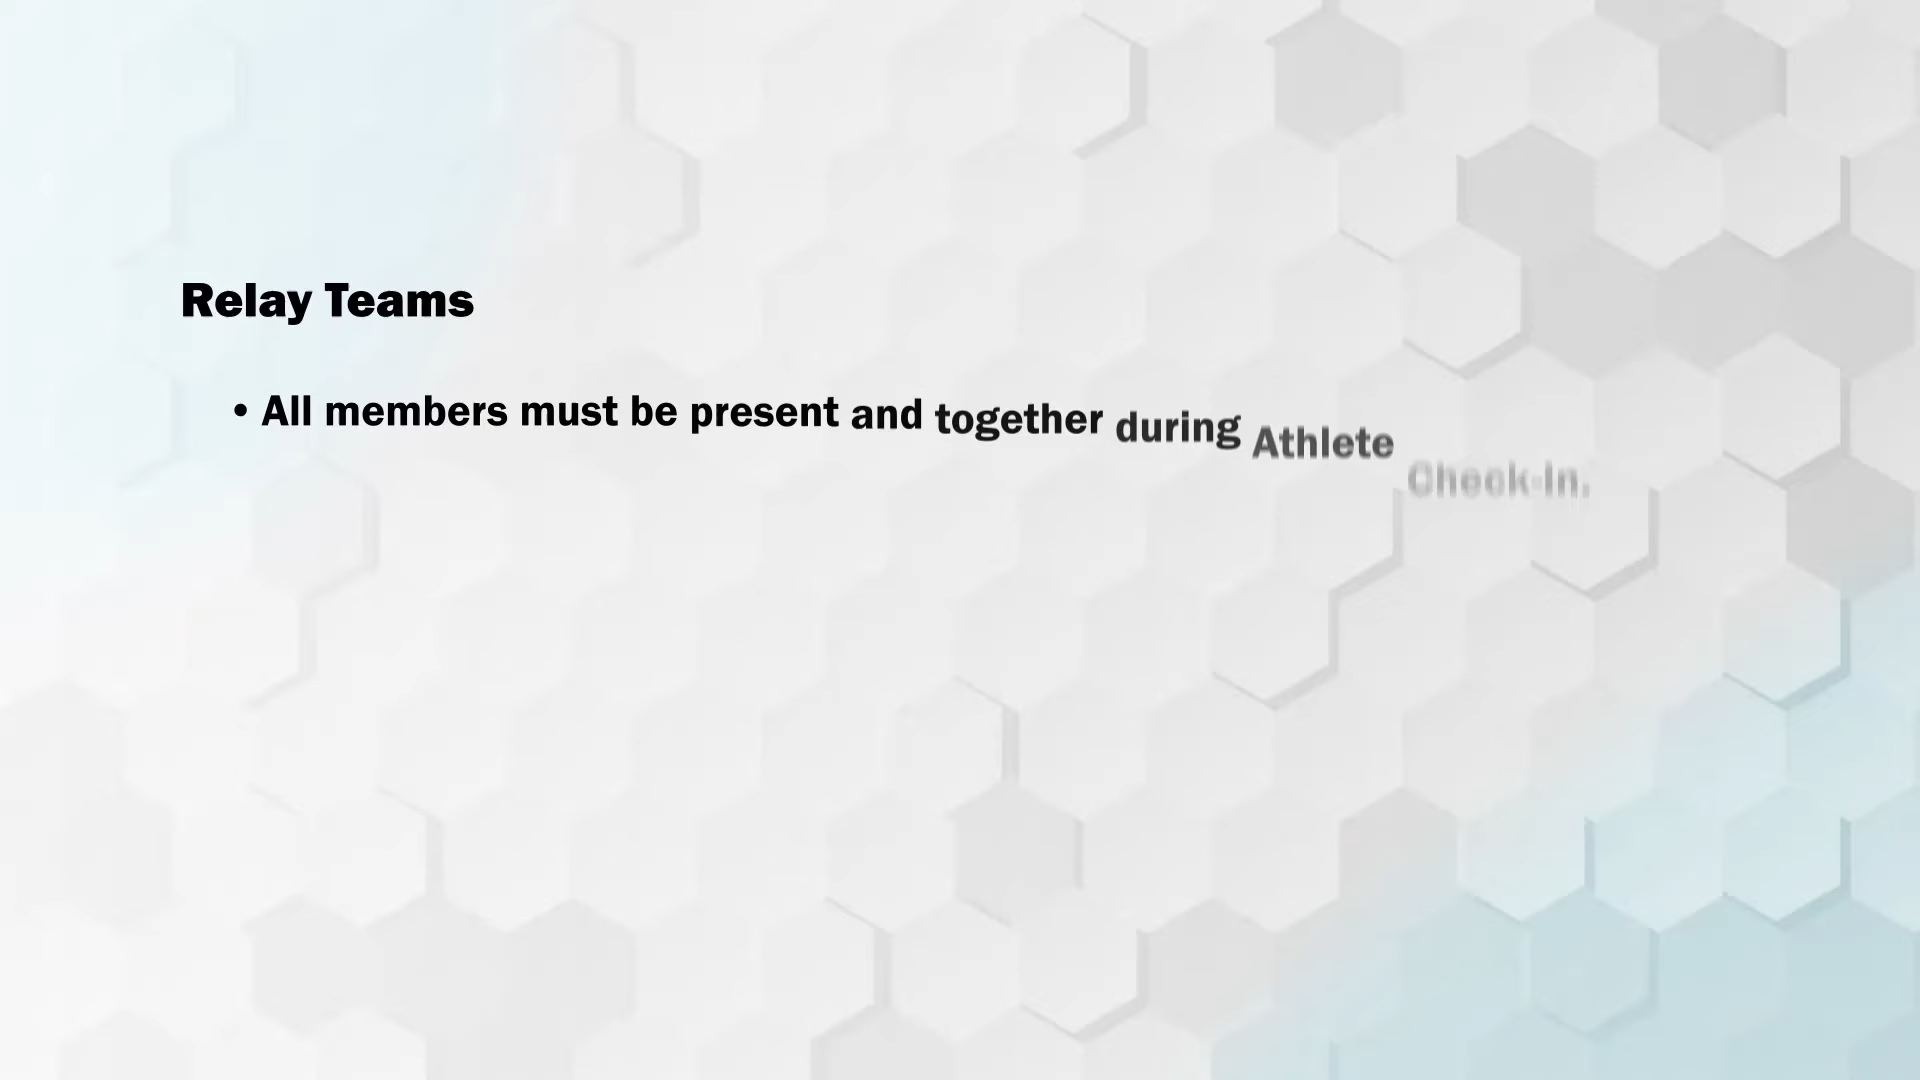 Relay Teams
• All members must be present and together during Athlete Check-In.